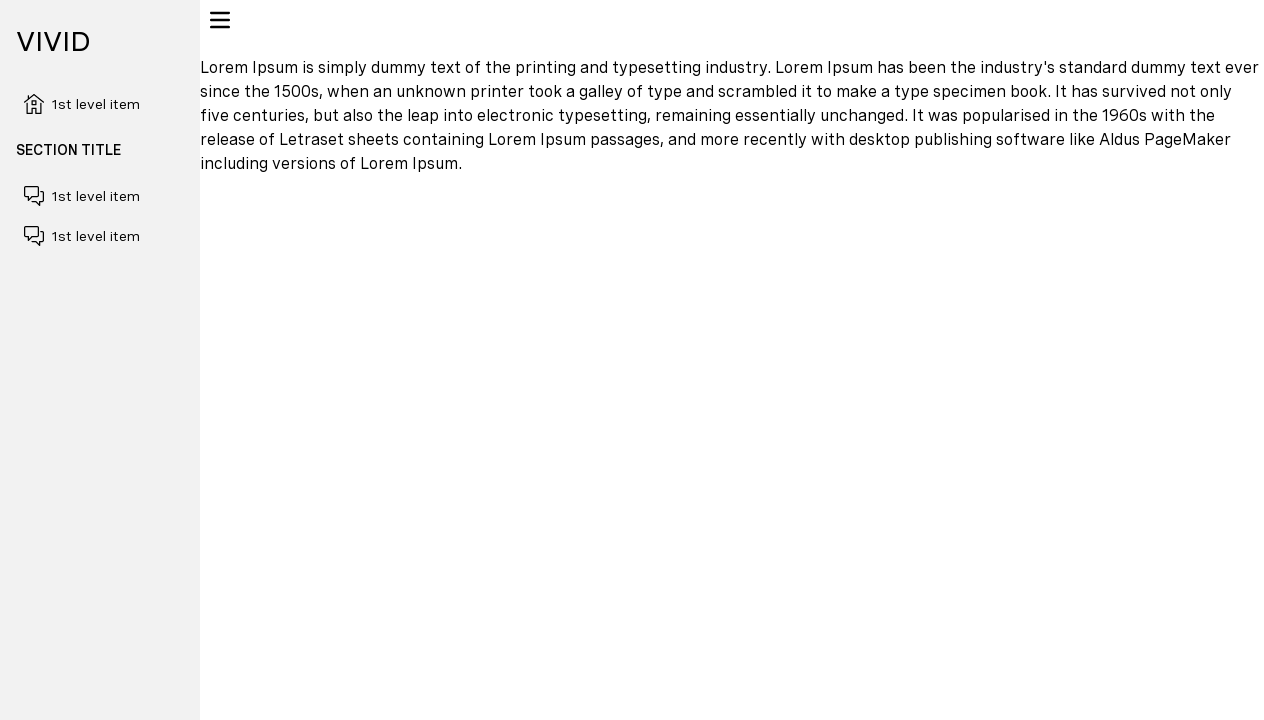 VIVID
1st level item
SECTION TITLE
1st level item
1st level item
Lorem Ipsum is simply dummy text of the printing and typesetting industry. Lorem Ipsum has been the industry's standard dummy text ever
since the 1500s, when an unknown printer took a galley of type and scrambled it to make a type specimen book. It has survived not only
five centuries, but also the leap into electronic typesetting, remaining essentially unchanged. It was popularised in the 1960s with the
release of Letraset sheets containing Lorem Ipsum passages, and more recently with desktop publishing software like Aldus PageMaker
including versions of Lorem Ipsum.